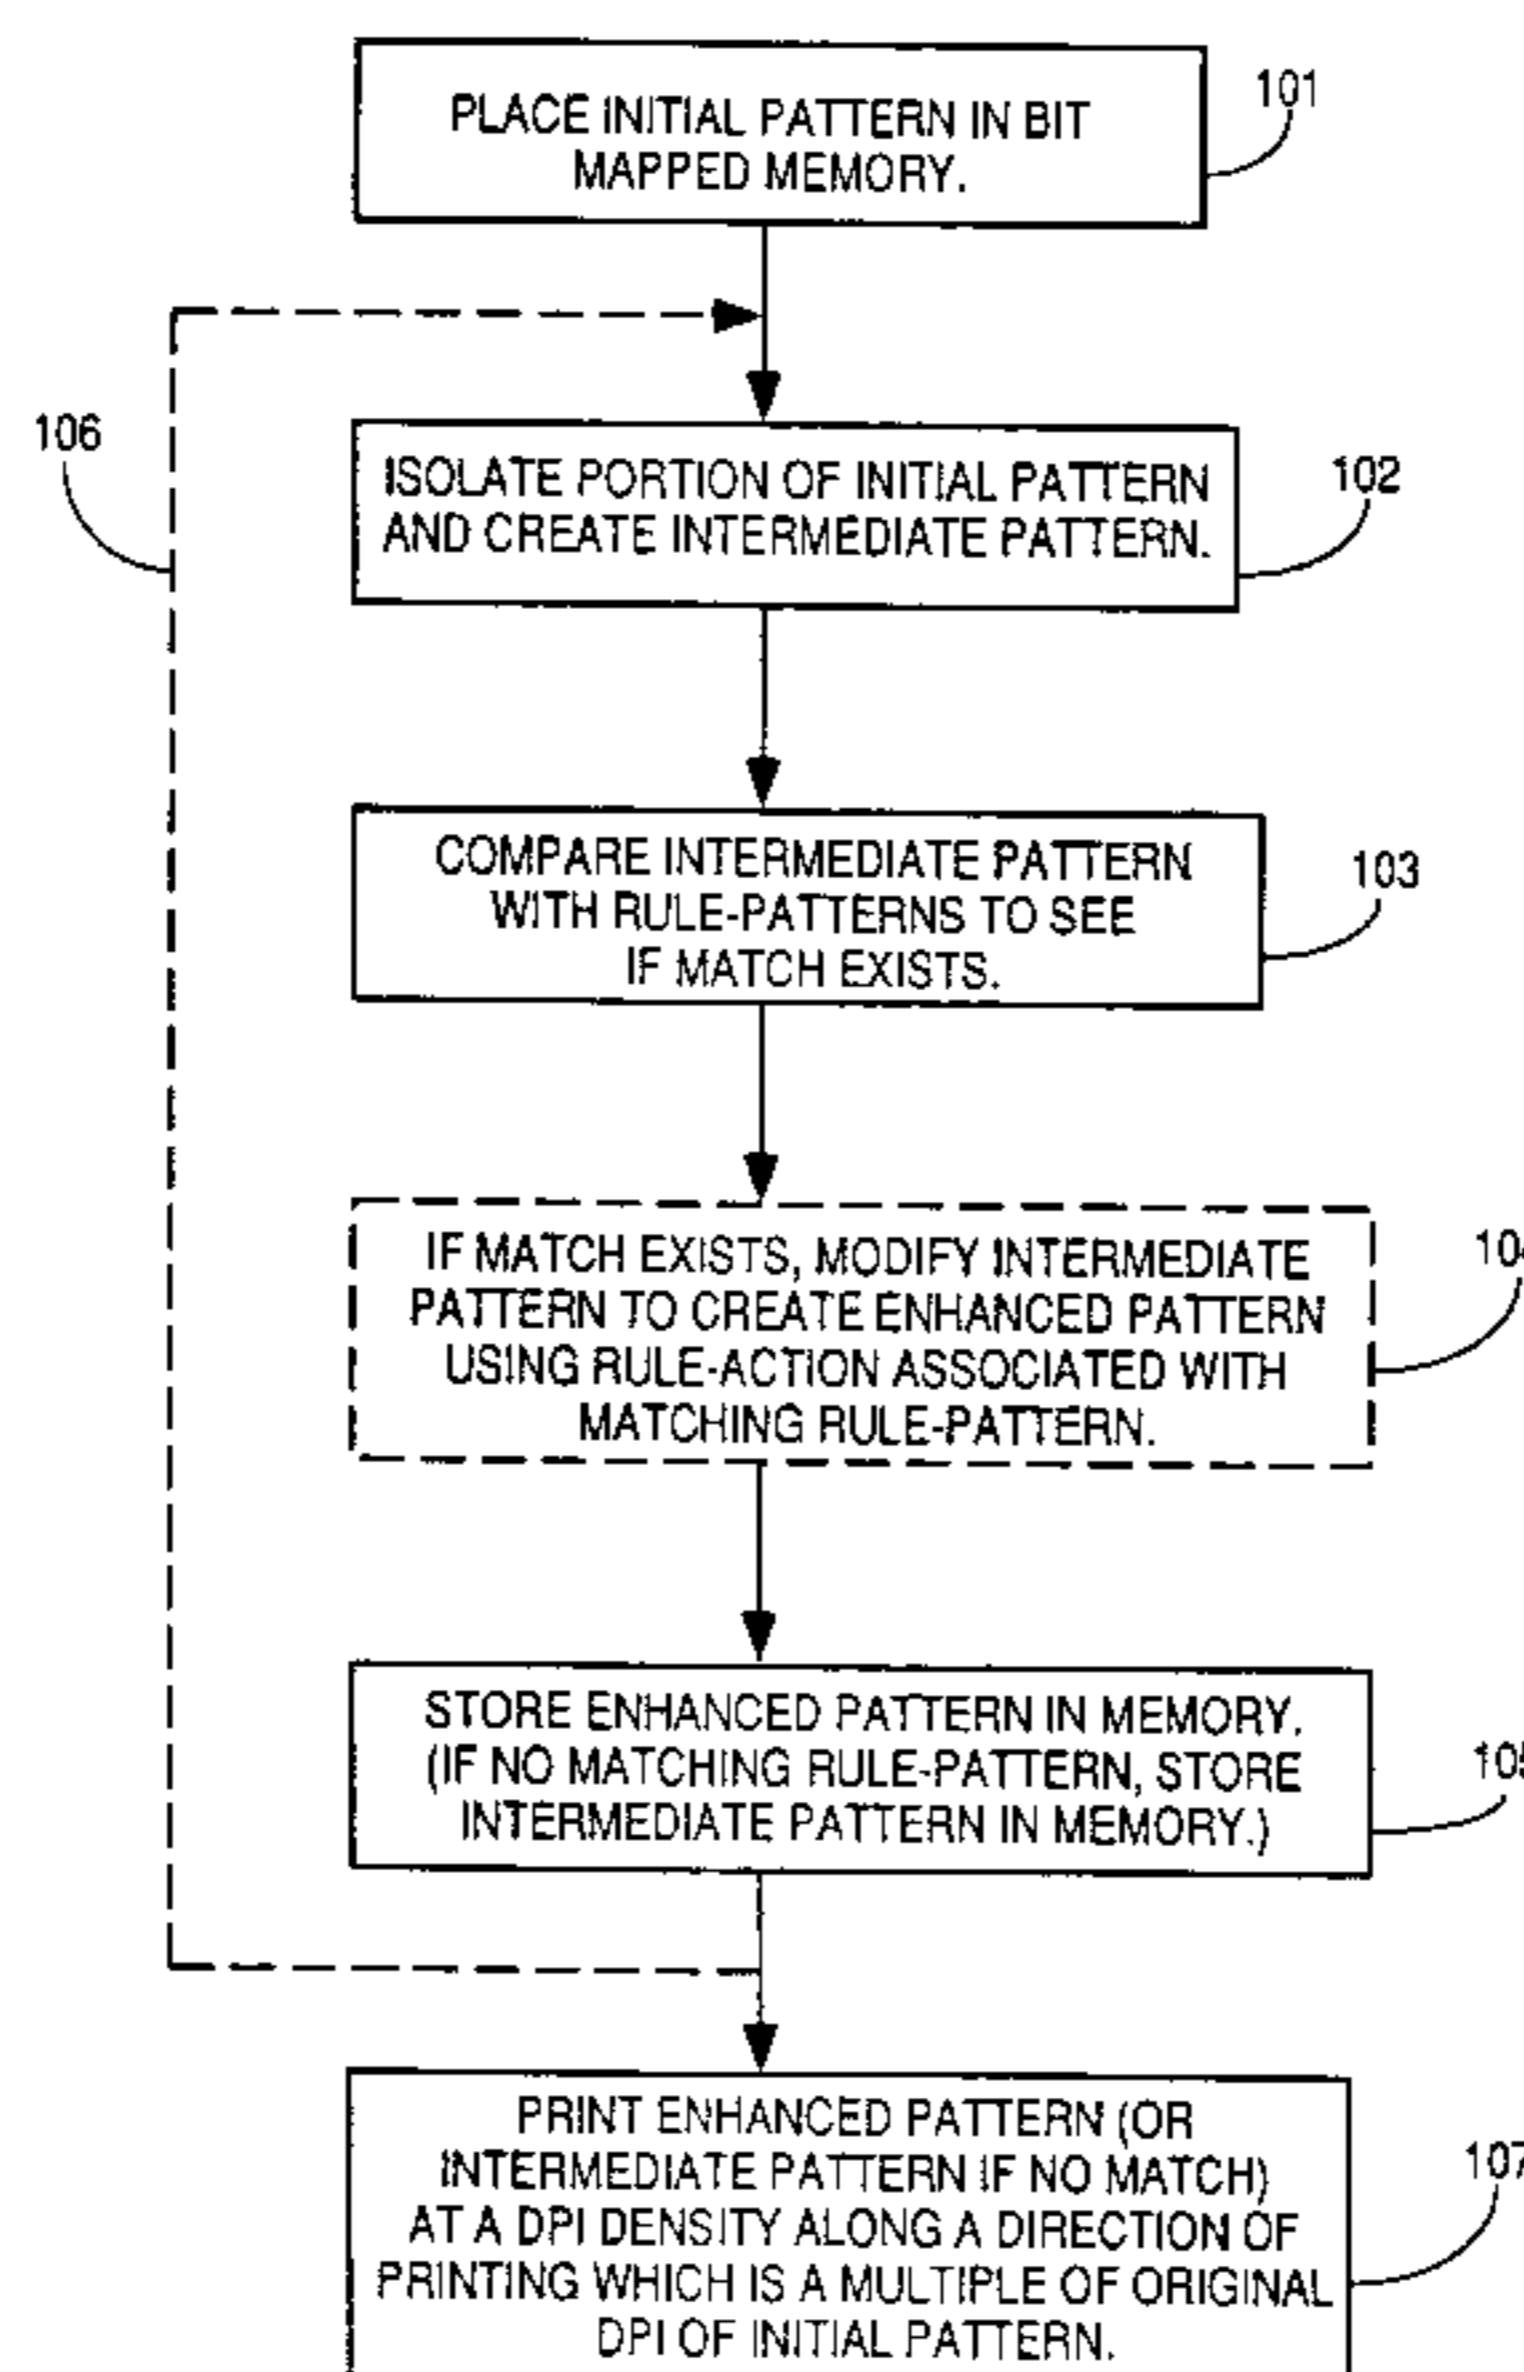 PLACE INITIAL PATTERN IN BIT
MAPPED MEMORY.
101
106
ISOLATE PORTION OF INITIAL PATTERN
AND CREATE INTERMEDIATE PATTERN.
102
COMPARE INTERMEDIATE PATTERN
WITH RULE-PATTERNS TO SEE
IF MATCH EXISTS.
103
IF MATCH EXISTS, MODIFY INTERMEDIATE
PATTERN TO CREATE ENHANCED PATTERN
USING RULE-ACTION ASSOCIATED WITH
MATCHING RULE-PATTERN.
104
STORE ENHANCED PATTERN IN MEMORY.
(IF NO MATCHING RULE-PATTERN, STORE
INTERMEDIATE PATTERN IN MEMORY.)
105
PRINT ENHANCED PATTERN (OR
INTERMEDIATE PATTERN IF NO MATCH)
AT A DPI DENSITY ALONG A DIRECTION OF
PRINTING WHICH IS A MULTIPLE OF ORIGINAL
DPI OF INITIAL PATTERN.
107